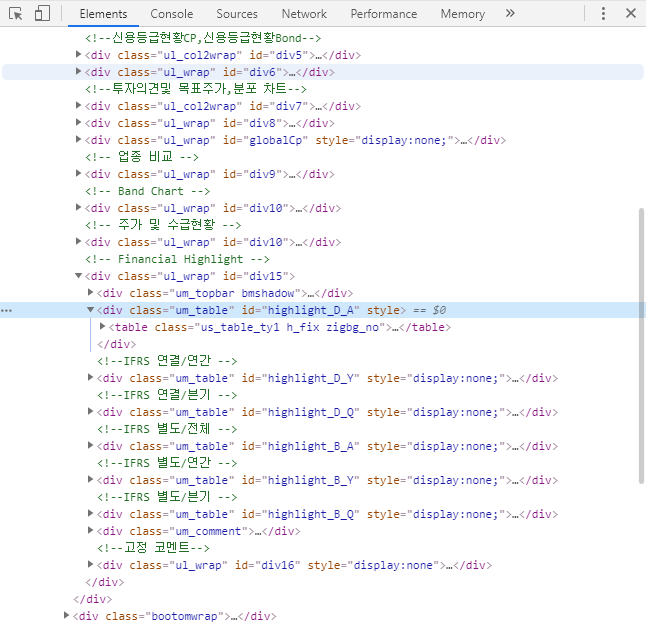 Elements Console Sources Network Performance Memory »
<!--신용등급현황CP,신용등급현황Bond-->
<div class="ul_col2wrap" id="div5">…</div>
<div class="ul_wrap" id="div6">…</div>
<!--투자의견및 목표주가,분포 차트-->
<div class="ul_col2wrap" id="div7">…</div>
<div class="ul_wrap" id="div8">…</div>
<div class="ul_wrap" id="globalCp" style="display:none;">…</div>
<!-- 업종 비교 -->
<div class="ul_wrap" id="div9">…</div>
<!-- Band Chart -->
<div class="ul_wrap" id="div10">…</div>
<!-- 주가 및 수급현황 -->
<div class="ul_wrap" id="div10">…</div>
<!-- Financial Highlight -->
<div class="ul_wrap" id="div15">
<div class="um_topbar bmshadow">…</div>
<div class="um_table" id="highlight_D_A" style> == $0
<table class="us_table_ty1 h_fix zigbg_no">…</table>
</div>
<!--IFRS 연결/연간 -->
<div class="um_table" id="highlight_D_Y" style="display:none;">…</div>
<!--IFRS 연결/분기 -->
<div class="um_table" id="highlight_D_Q" style="display:none;">…</div>
<!--IFRS 별도/전체 -->
<div class="um_table" id="highlight_B_A" style="display:none;">…</div>
<!--IFRS 별도/연간 -->
<div class="um_table" id="highlight_B_Y" style="display:none;">…</div>
<!--IFRS 별도/분기 -->
<div class="um_table" id="highlight_B_Q" style="display:none;">…</div>
<div class="um_comment">…</div>
<!--고정 코멘트-->
<div class="ul_wrap" id="div16" style="display:none">…</div>
</div>
</div>
<div class="bootomwrap">…</div>